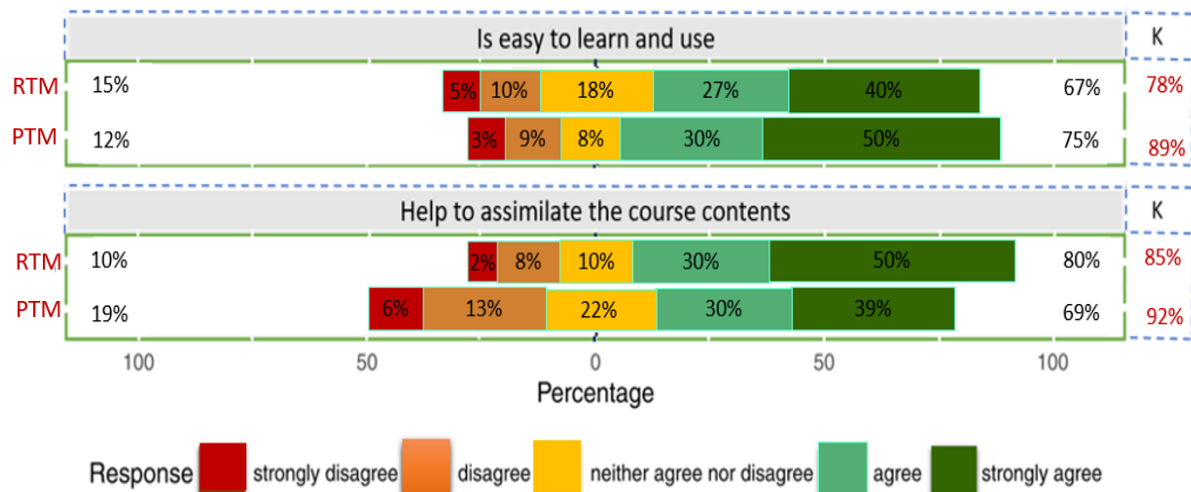 Is easy to learn and use K
RTM 15% 5% 10% 18% 27% 40% 67% 78%
PTM 12% 3% 9% 8% 30% 50% 75% 89%
Help to assimilate the course contents K
RTM 10% 2% 8% 10% 30% 50% 80% 85%
PTM 19% 6% 13% 22% 30% 39% 69% 92%
100 50 0 50 100
Percentage
Response strongly disagree disagree neither agree nor disagree agree strongly agree